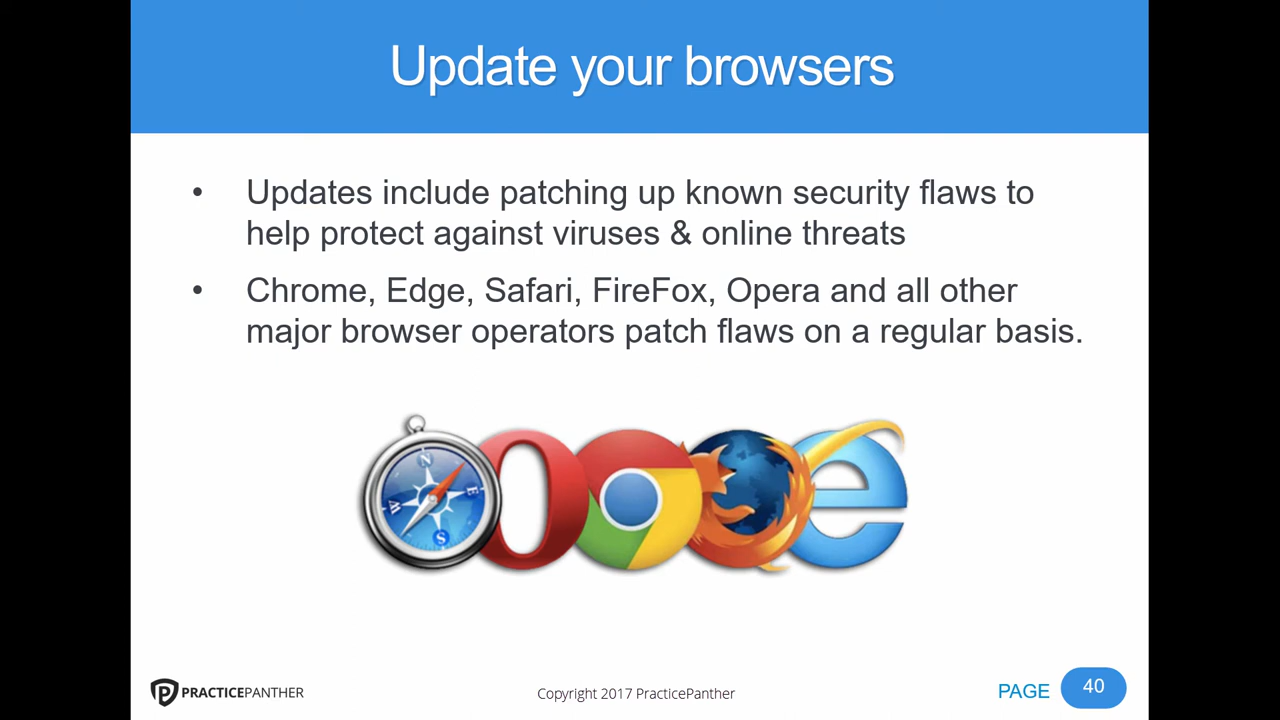 Update your browsers
• Updates include patching up known security flaws to
help protect against viruses & online threats
• Chrome, Edge, Safari, FireFox, Opera and all other
major browser operators patch flaws on a regular basis.
N
E
W
S
PRACTICEPANTHER
Copyright 2017 PracticePanther
PAGE 40